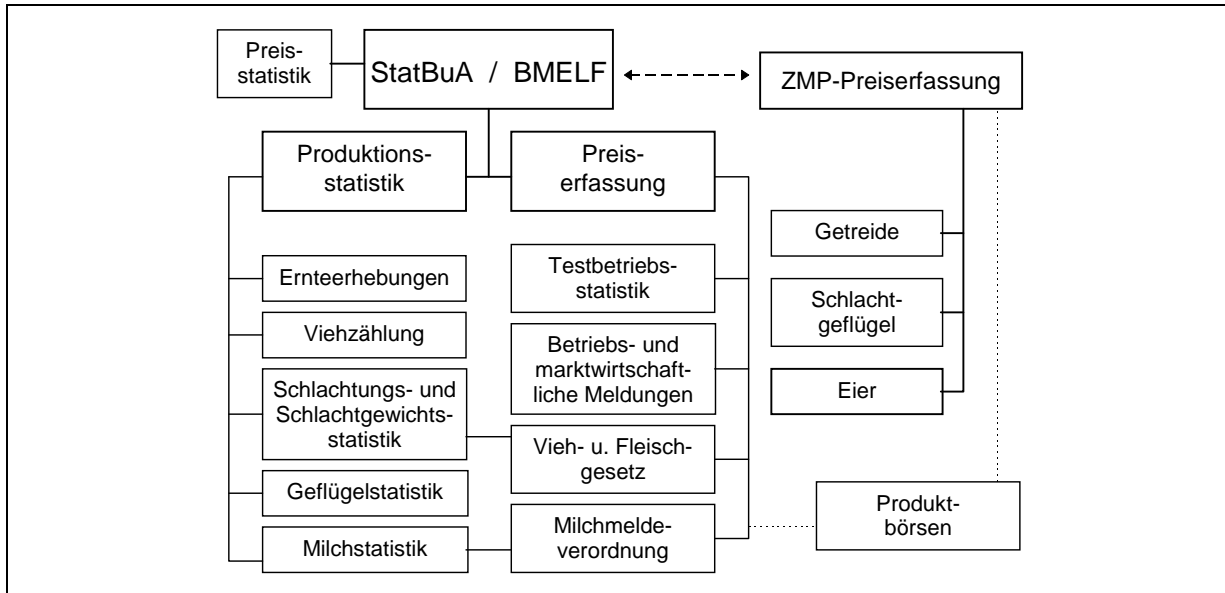 Preis-
statistik
StatBuA / BMELF
ZMP-Preiserfassung
Produktions-
statistik
Preis-
erfassung
Ernteerhebungen
Viehzählung
Schlachtungs- und
Schlachtgewichts-
statistik
Geflügelstatistik
Milchstatistik
Testbetriebs-
statistik
Betriebs- und
marktwirtschaft-
liche Meldungen
Vieh- u. Fleisch-
gesetz
Milchmelde-
verordnung
Getreide
Schlacht-
geflügel
Eier
Produkt-
börsen